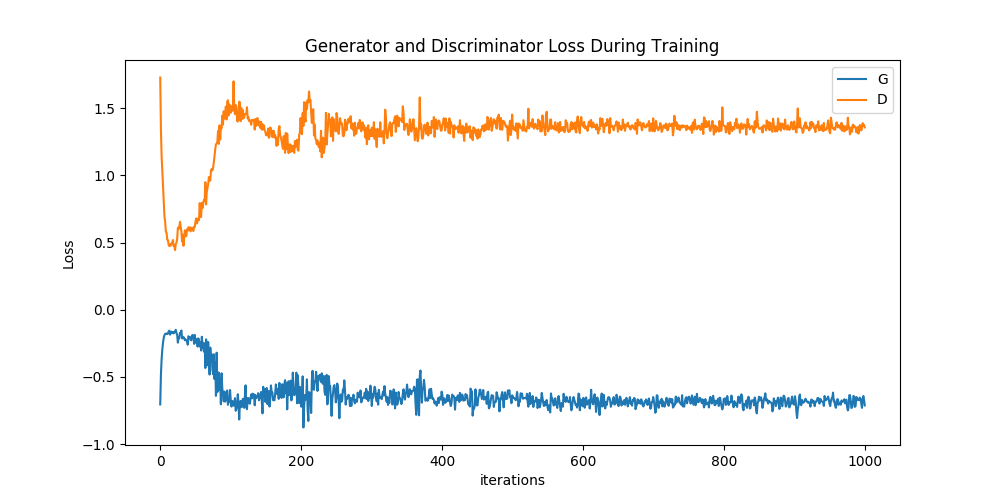 Generator and Discriminator Loss During Training
G
D
1.5
1.0
0.5
0.0
−0.5
−1.0
Loss
0 200 400 600 800 1000
iterations